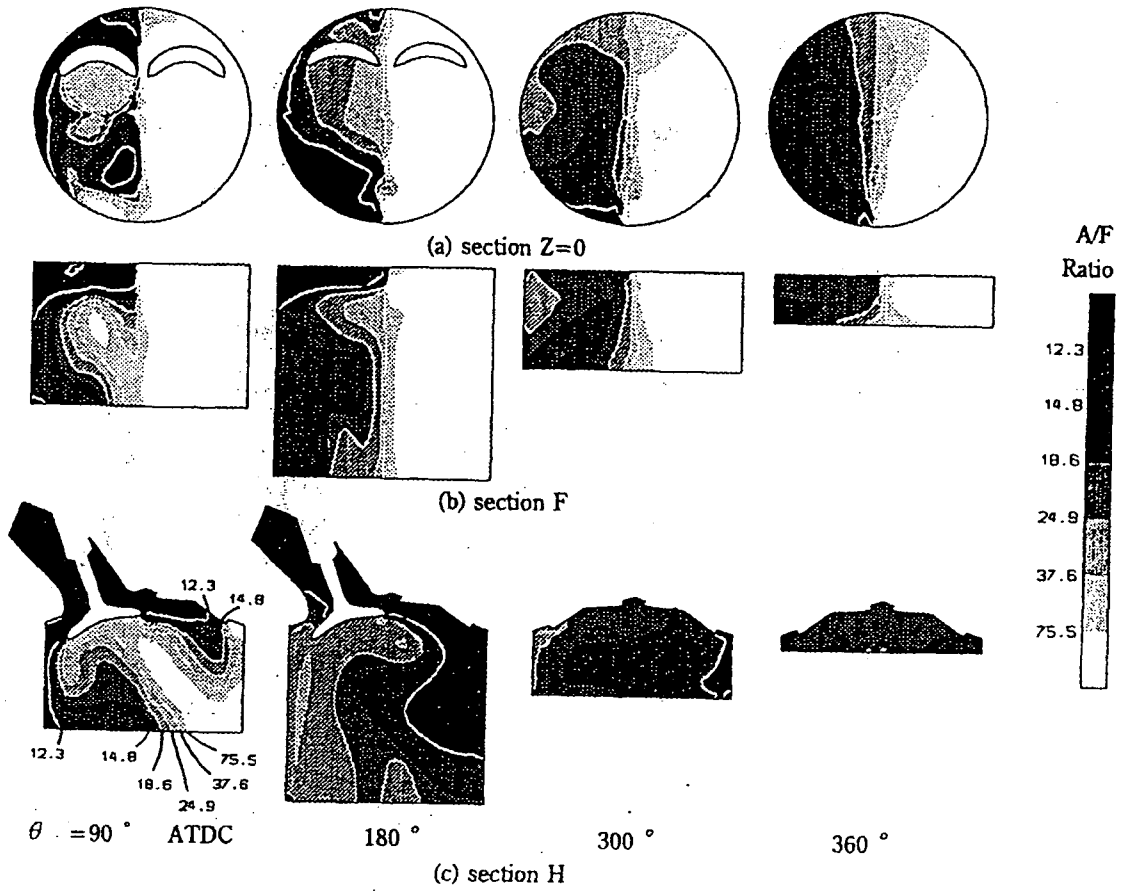 (a) section Z=0
A/F
Ratio
12.3
14.8
18.6
24.9
37.6
75.5
(b) section F
12.3
14.8
12.3
14.8
18.6
24.9
37.6
75.5
θ =90 ° ATDC
180 °
300 °
360 °
(c) section H